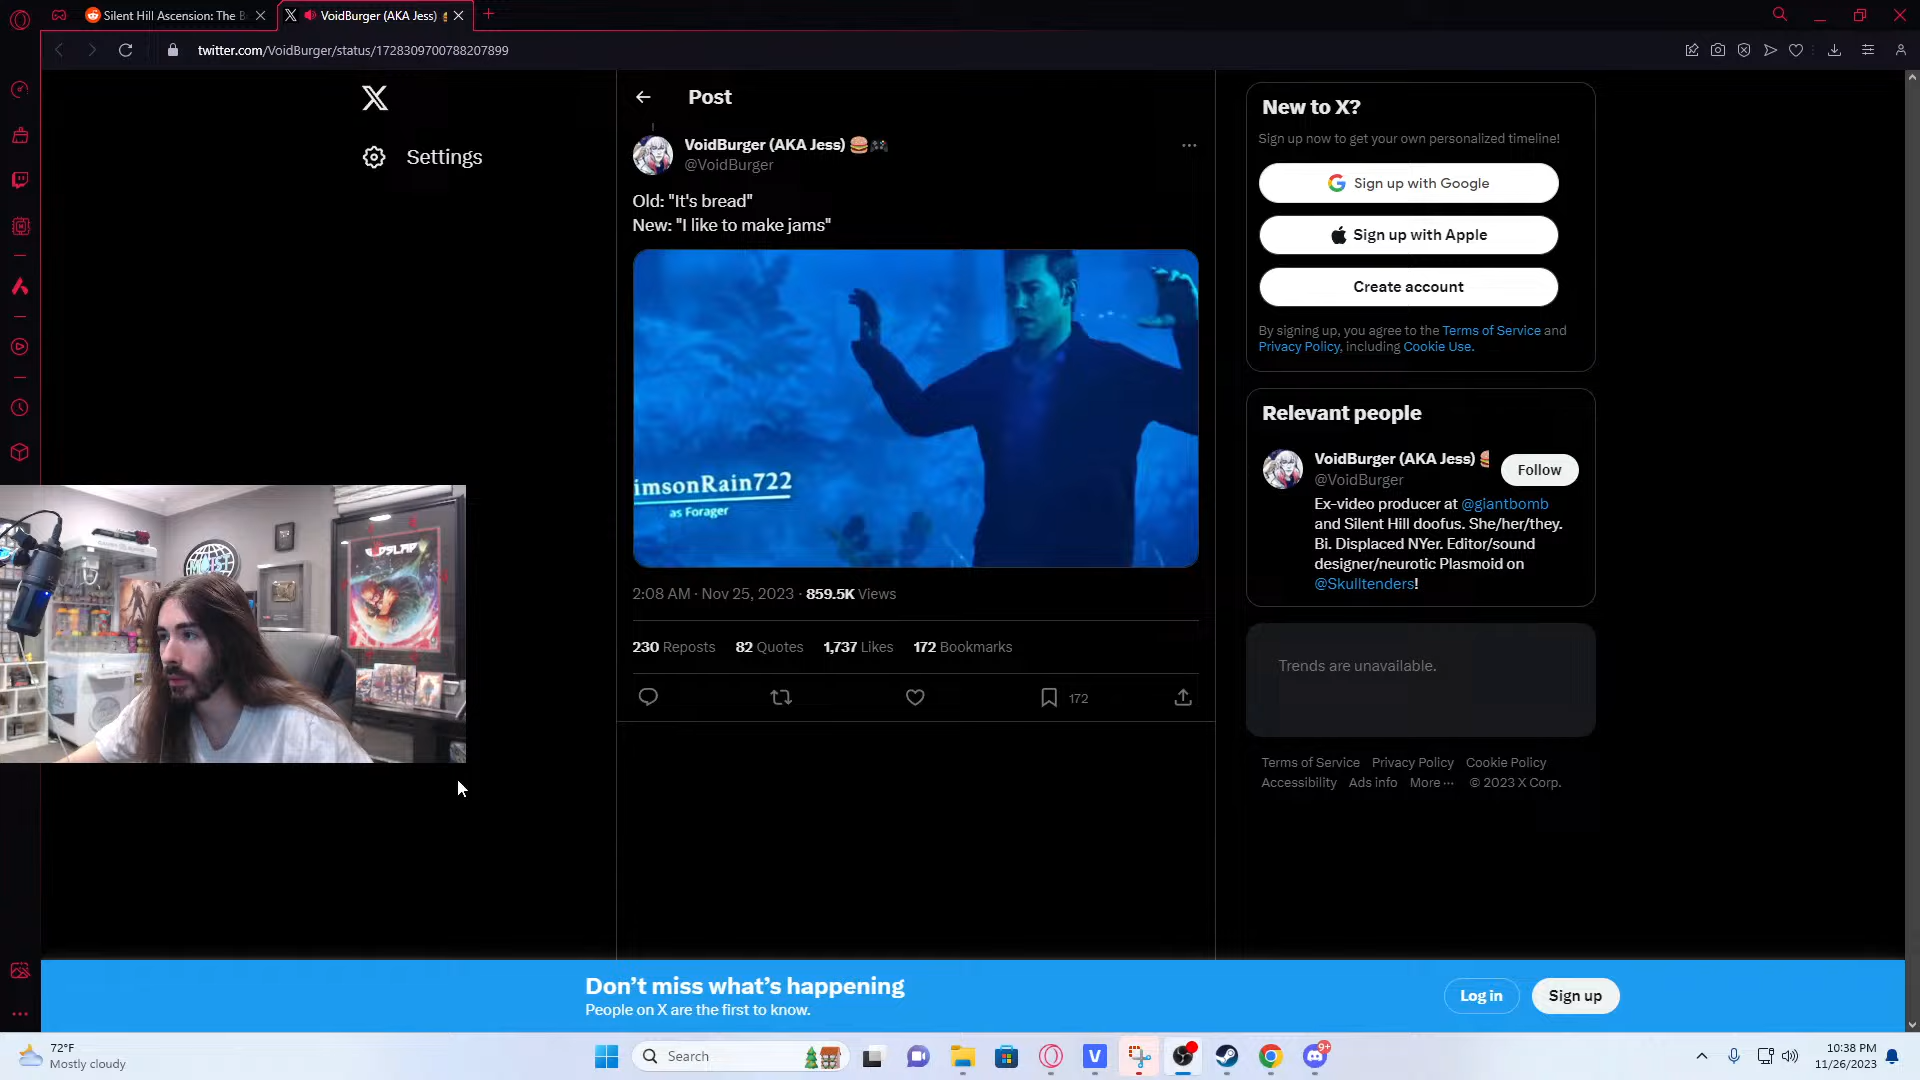 Silent Hill Ascension: The B
VoidBurger (AKA Jess)
twitter.com/VoidBurger/status/1728309700788207899
Settings
Post
VoidBurger (AKA Jess) 🍔🎮
@VoidBurger
Old: "It's bread"
New: "I like to make jams"
imsonRain722
as Forager
2:08 AM · Nov 25, 2023 · 859.5K Views
230 Reposts 82 Quotes 1,737 Likes 172 Bookmarks
172
New to X?
Sign up now to get your own personalized timeline!
Sign up with Google
Sign up with Apple
Create account
By signing up, you agree to the Terms of Service and
Privacy Policy, including Cookie Use.
Relevant people
VoidBurger (AKA Jess)
@VoidBurger
Follow
Ex-video producer at @giantbomb
and Silent Hill doofus. She/her/they.
Bi. Displaced NYer. Editor/sound
designer/neurotic Plasmoid on
@Skulltenders!
Trends are unavailable.
Terms of Service Privacy Policy Cookie Policy
Accessibility Ads info More ··· © 2023 X Corp.
Don't miss what's happening
People on X are the first to know.
Log in
Sign up
72°F
Mostly cloudy
Search
9+
10:38 PM
11/26/2023